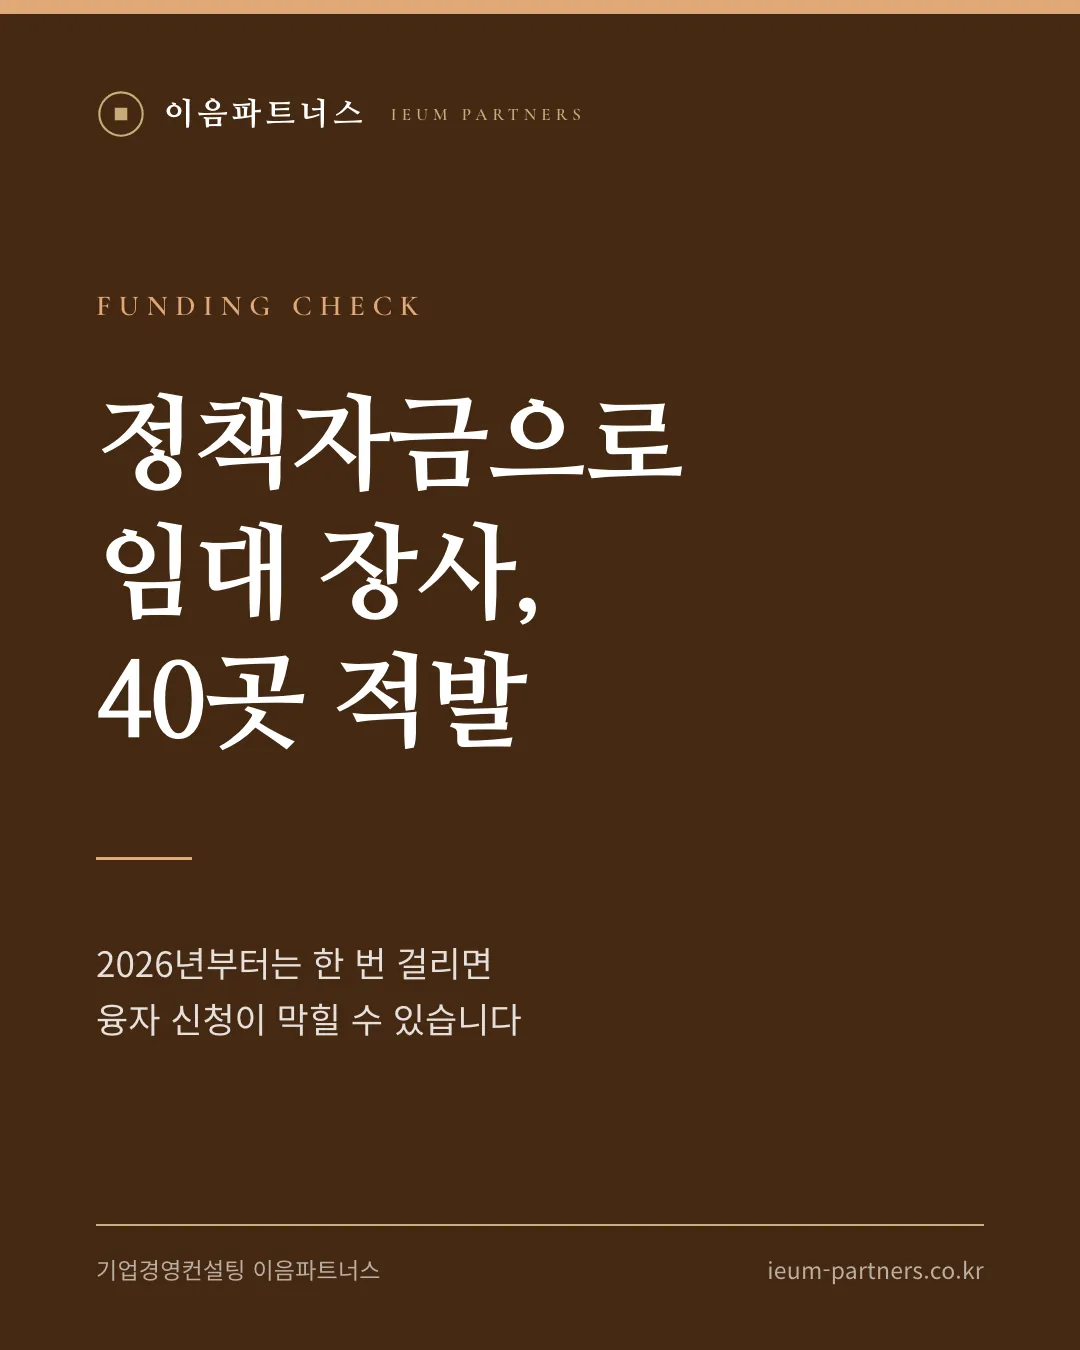 이음파트너스 IEUM PARTNERS
FUNDING CHECK
정책자금으로
임대 장사,
40곳 적발
2026년부터는 한 번 걸리면
융자 신청이 막힐 수 있습니다
기업경영컨설팅 이음파트너스
ieum-partners.co.kr